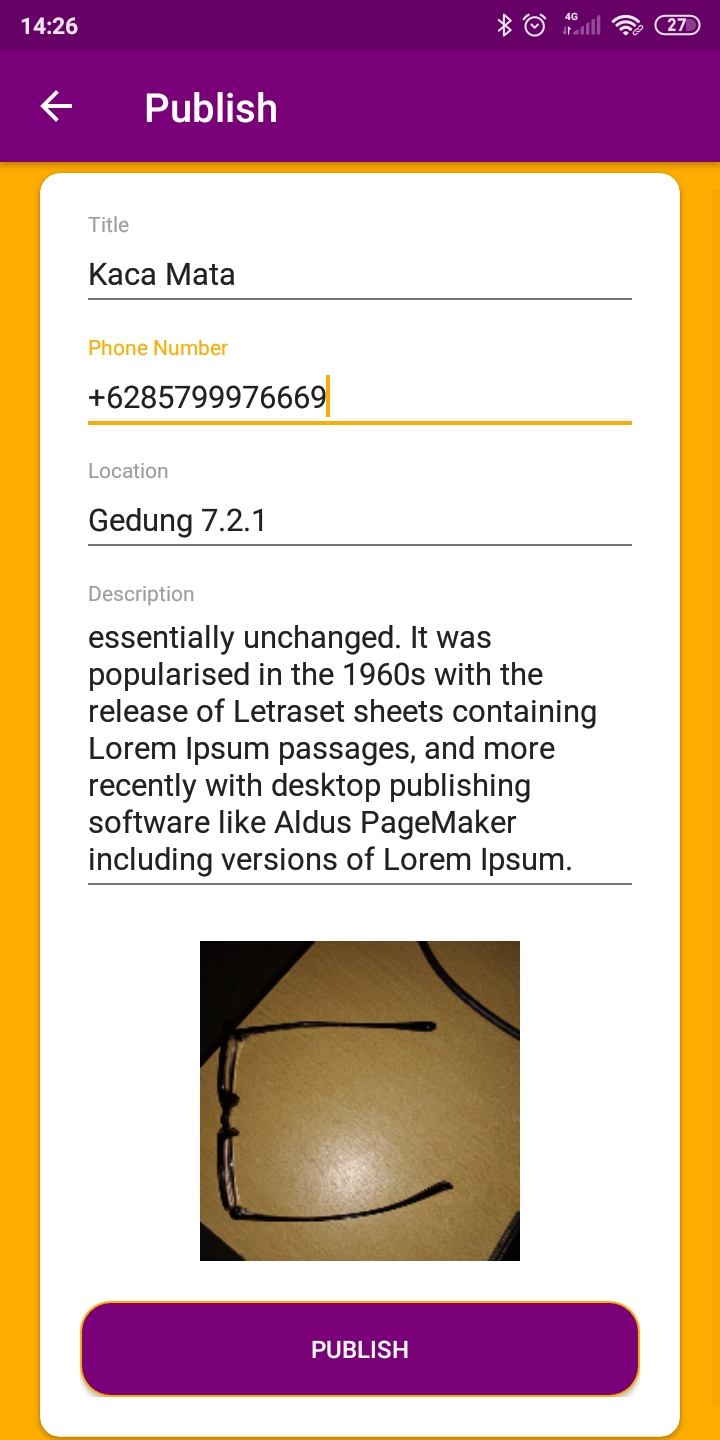 14:26
4G
27
Publish
Title
Kaca Mata
Phone Number
+6285799976669
Location
Gedung 7.2.1
Description
essentially unchanged. It was
popularised in the 1960s with the
release of Letraset sheets containing
Lorem Ipsum passages, and more
recently with desktop publishing
software like Aldus PageMaker
including versions of Lorem Ipsum.
PUBLISH